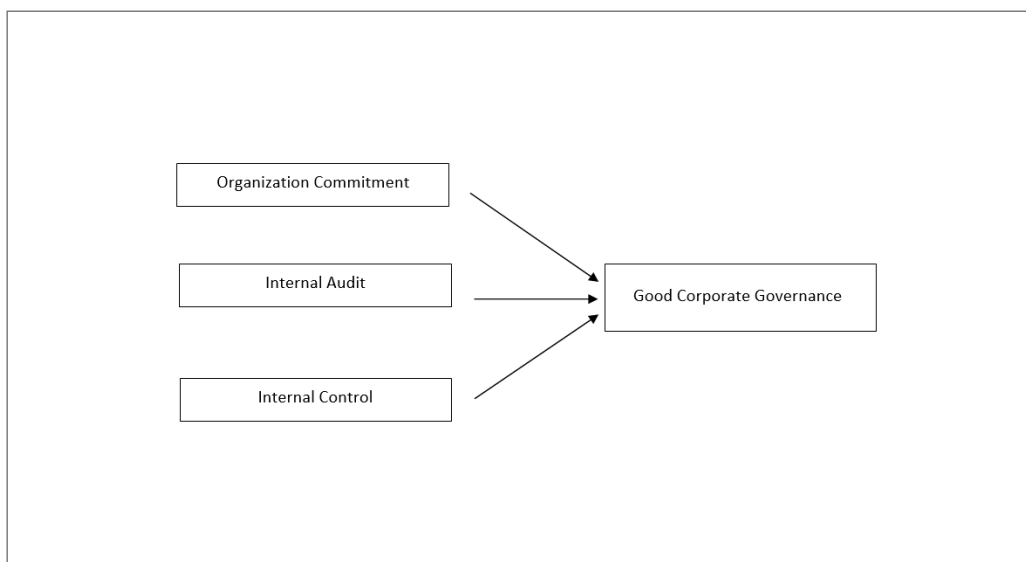 Organization Commitment
Internal Audit
Good Corporate Governance
Internal Control